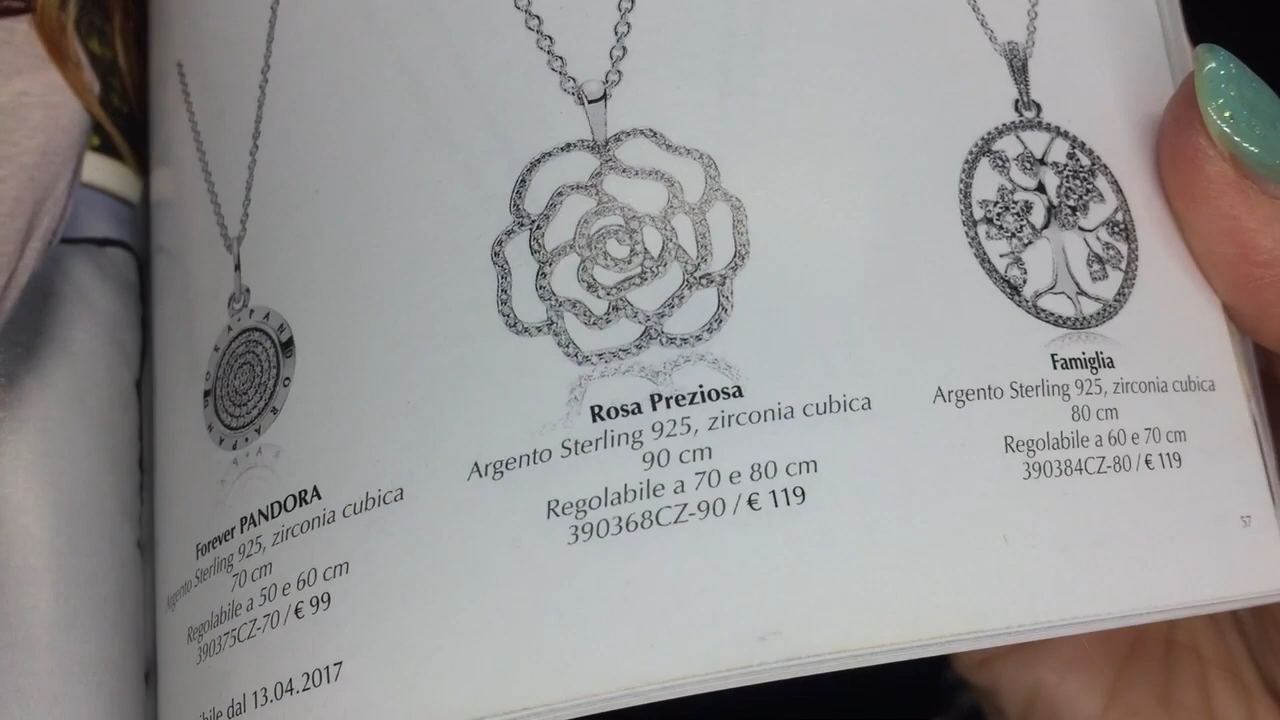 Forever PANDORA
Argento Sterling 925, zirconia cubica
70 cm
Regolabile a 50 e 60 cm
390375CZ-70 / € 99
Rosa Preziosa
Argento Sterling 925, zirconia cubica
90 cm
Regolabile a 70 e 80 cm
390368CZ-90 / € 119
Famiglia
Argento Sterling 925, zirconia cubica
80 cm
Regolabile a 60 e 70 cm
390384CZ-80 / € 119
dal 13.04.2017
57